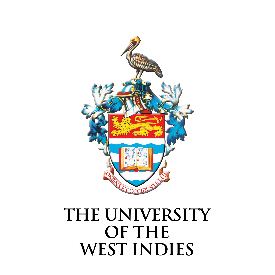 THE UNIVERSITY
OF THE
WEST INDIES